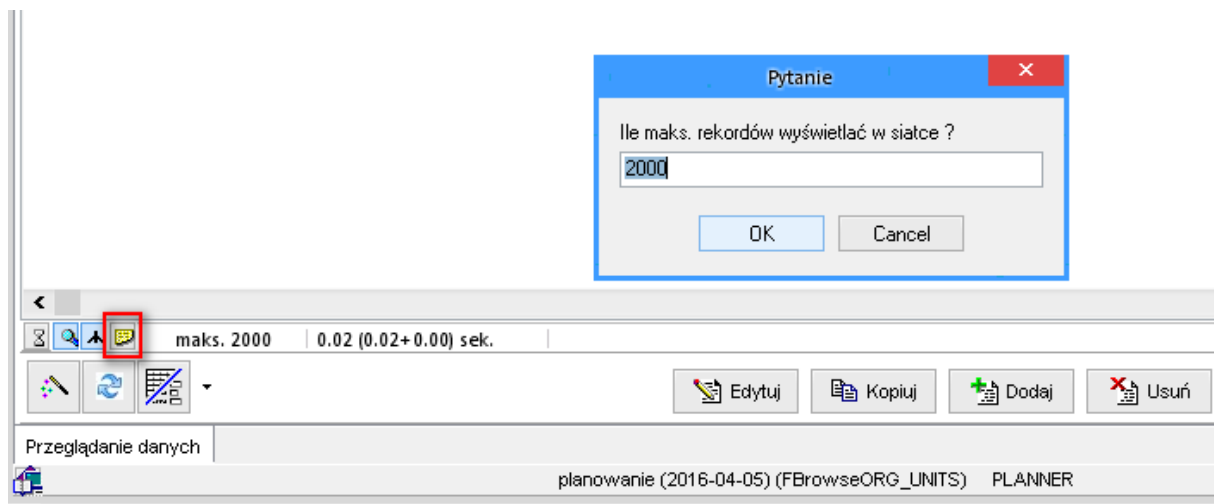 Pytanie
Ile maks. rekordów wyświetlać w siatce ?
2000
OK Cancel
maks. 2000 0.02 (0.02+0.00) sek.
Edytuj Kopiuj Dodaj Usuń
Przeglądanie danych
planowanie (2016-04-05) (FBrowseORG_UNITS) PLANNER